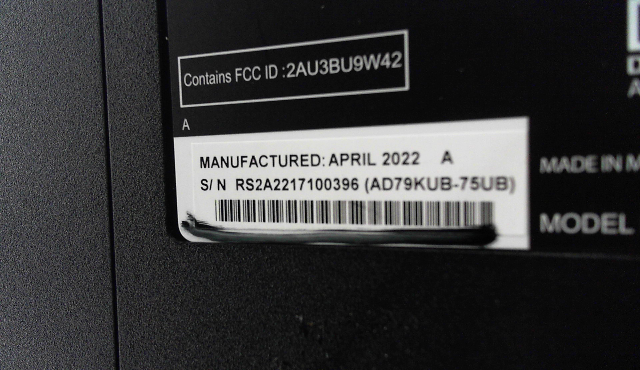 Contains FCC ID :2AU3BU9W42
A
MANUFACTURED: APRIL 2022 A
S/ N RS2A2217100396 (AD79KUB-75UB)
MADE IN
MODEL